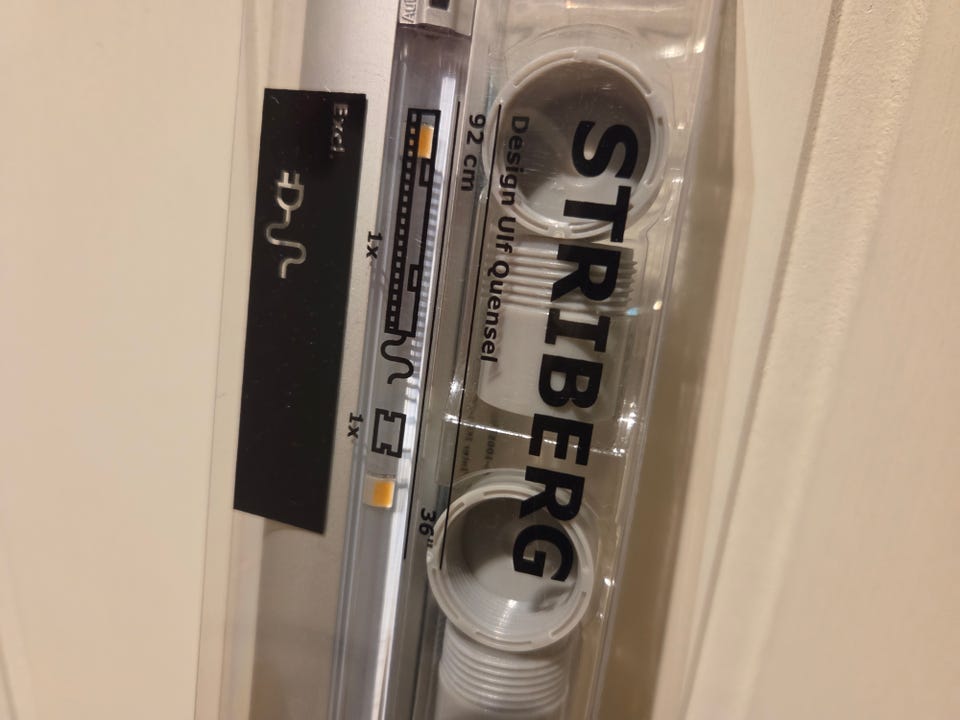 STRIBERG
Design Ulf Quensel
92 cm
36"
1x
1x
Excl.